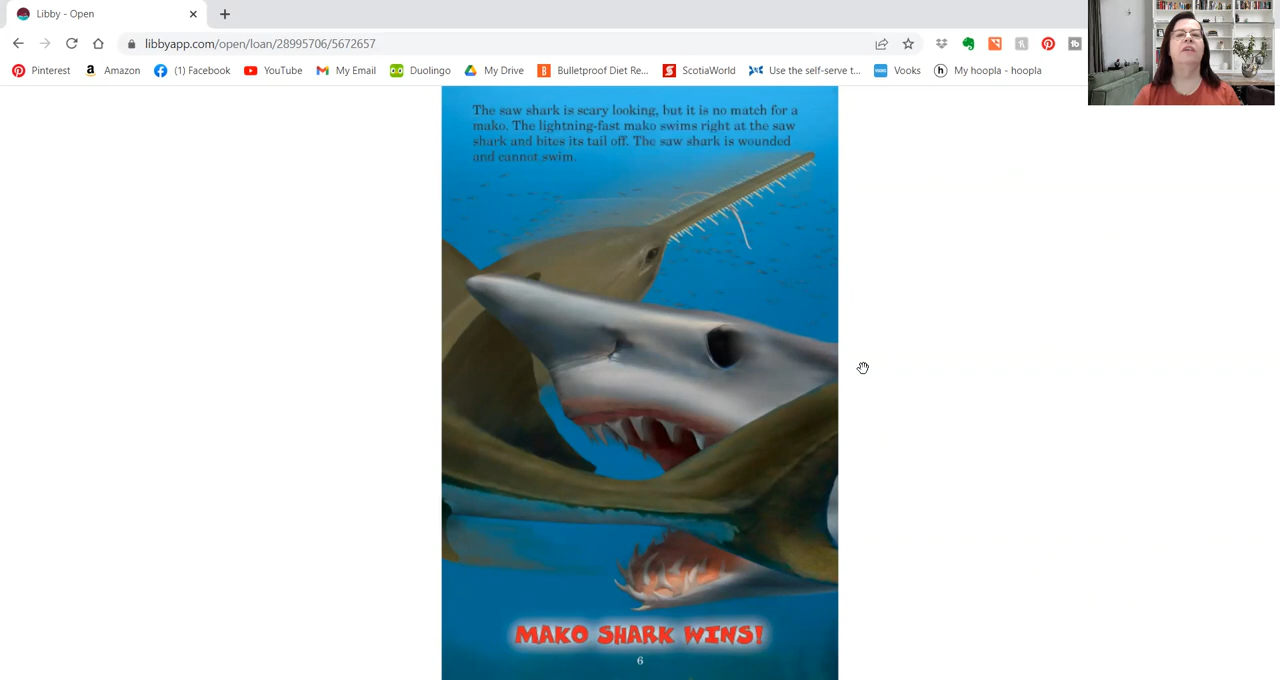 Libby - Open
libbyapp.com/open/loan/28995706/5672657
Pinterest
Amazon
(1) Facebook
YouTube
My Email
Duolingo
My Drive
Bulletproof Diet Re...
ScotiaWorld
Use the self-serve t...
Vooks
My hoopla - hoopla
The saw shark is scary looking, but it is no match for a
mako. The lightning-fast mako swims right at the saw
shark and bites its tail off. The saw shark is wounded
and cannot swim.
MAKO SHARK WINS!
6